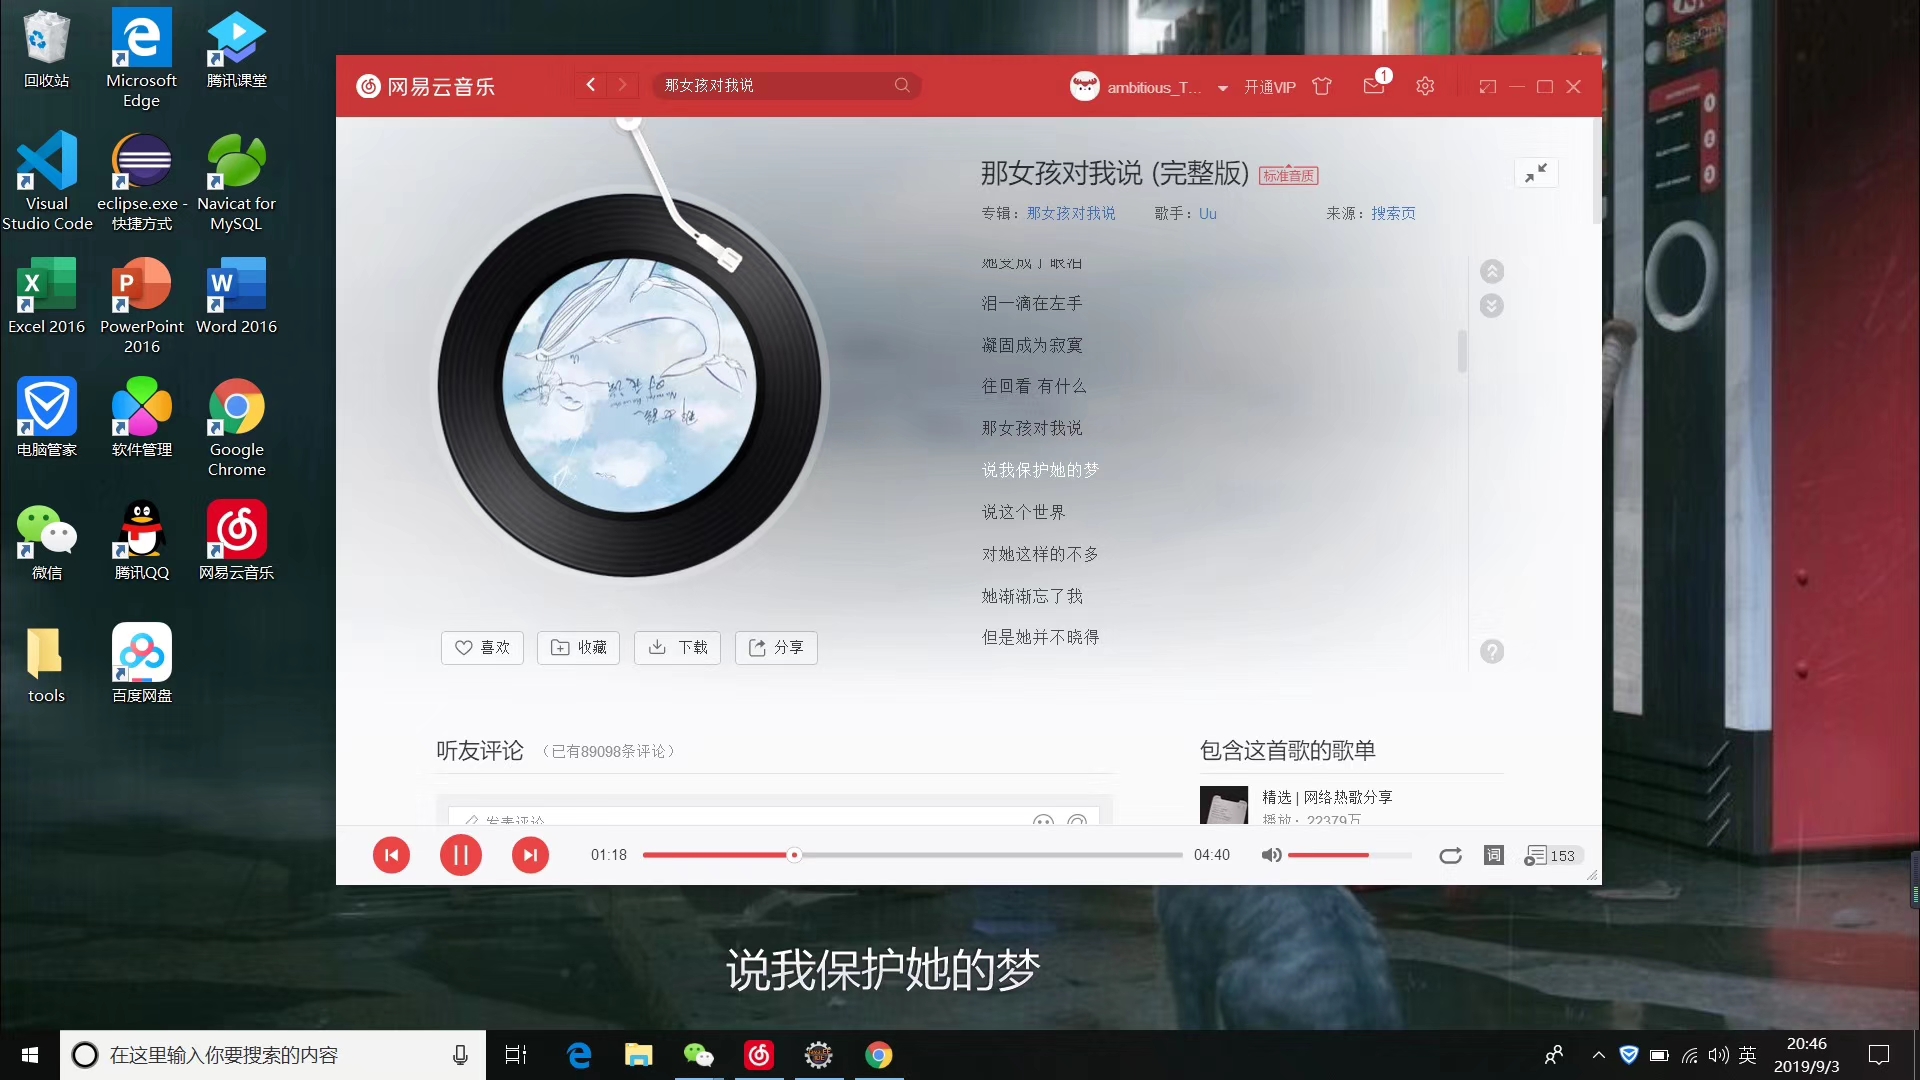 回收站
Microsoft
Edge
腾讯课堂
Visual
Studio Code
eclipse.exe -
快捷方式
Navicat for
MySQL
Excel 2016
PowerPoint
2016
Word 2016
电脑管家
软件管理
Google
Chrome
微信
腾讯QQ
网易云音乐
tools
百度网盘
网易云音乐
那女孩对我说
ambitious_T...
开通VIP
1
那女孩对我说 (完整版)
标准音质
专辑：那女孩对我说
歌手：Uu
来源：搜索页
她变成了眼泪
泪一滴在左手
凝固成为寂寞
往回看 有什么
那女孩对我说
说我保护她的梦
说这个世界
对她这样的不多
她渐渐忘了我
但是她并不晓得
喜欢
收藏
下载
分享
听友评论 （已有89098条评论）
发表评论
包含这首歌的歌单
精选 | 网络热歌分享
播放：22379万
01:18
04:40
词
153
说我保护她的梦
在这里输入你要搜索的内容
英
20:46
2019/9/3